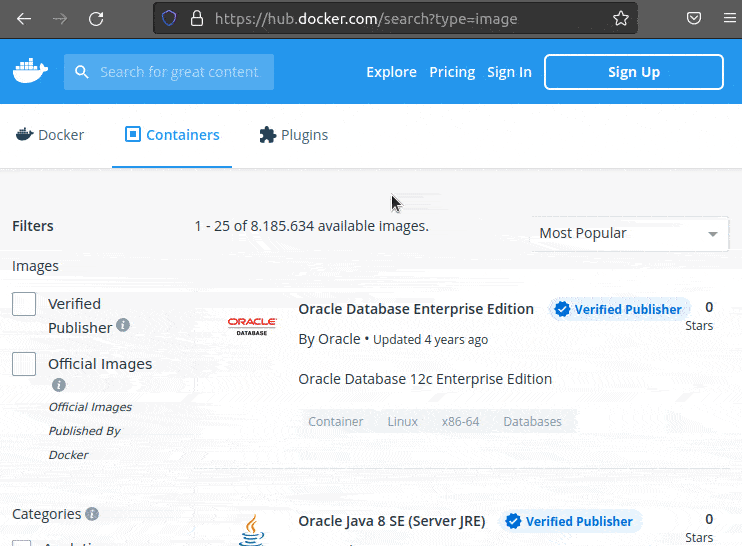 https://hub.docker.com/search?type=image
Search for great content
Explore Pricing Sign In Sign Up
Docker Containers Plugins
Filters
1 - 25 of 8.185.634 available images.
Most Popular
Images
Verified
Publisher
Official Images
Official Images
Published By
Docker
ORACLE
DATABASE
Oracle Database Enterprise Edition Verified Publisher 0
Stars
By Oracle • Updated 4 years ago
Oracle Database 12c Enterprise Edition
Container Linux x86-64 Databases
Categories
Oracle Java 8 SE (Server JRE) Verified Publisher 0
Stars